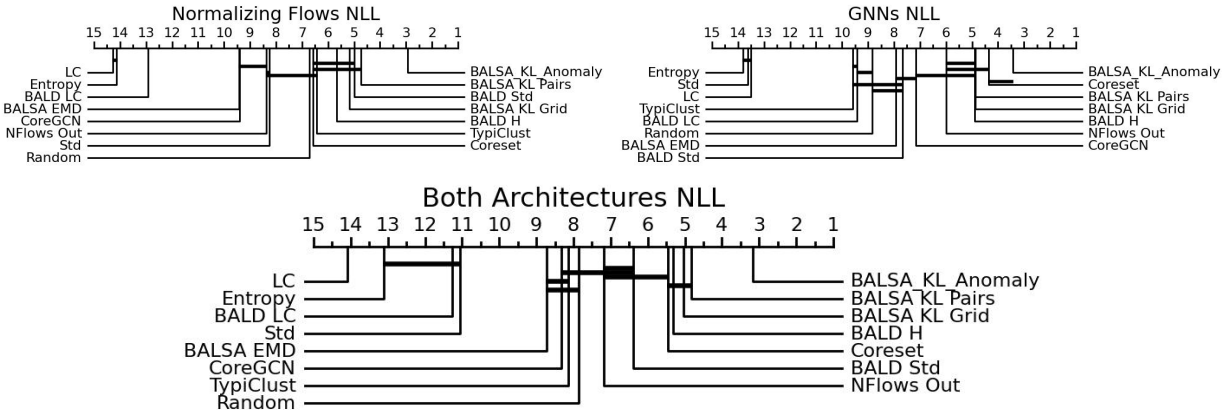 Normalizing Flows NLL
15 14 13 12 11 10 9 8 7 6 5 4 3 2 1
LC
Entropy
BALD LC
BALSA EMD
CoreGCN
NFlows Out
Std
Random
BALSA_KL_Anomaly
BALSA KL Pairs
BALD Std
BALSA KL Grid
BALD H
TypiClust
Coreset
GNNs NLL
15 14 13 12 11 10 9 8 7 6 5 4 3 2 1
Entropy
Std
LC
TypiClust
BALD LC
Random
BALSA EMD
BALD Std
BALSA_KL_Anomaly
Coreset
BALSA KL Pairs
BALSA KL Grid
BALD H
NFlows Out
CoreGCN
Both Architectures NLL
15 14 13 12 11 10 9 8 7 6 5 4 3 2 1
LC
Entropy
BALD LC
Std
BALSA EMD
CoreGCN
TypiClust
Random
BALSA_KL_Anomaly
BALSA KL Pairs
BALSA KL Grid
BALD H
Coreset
BALD Std
NFlows Out